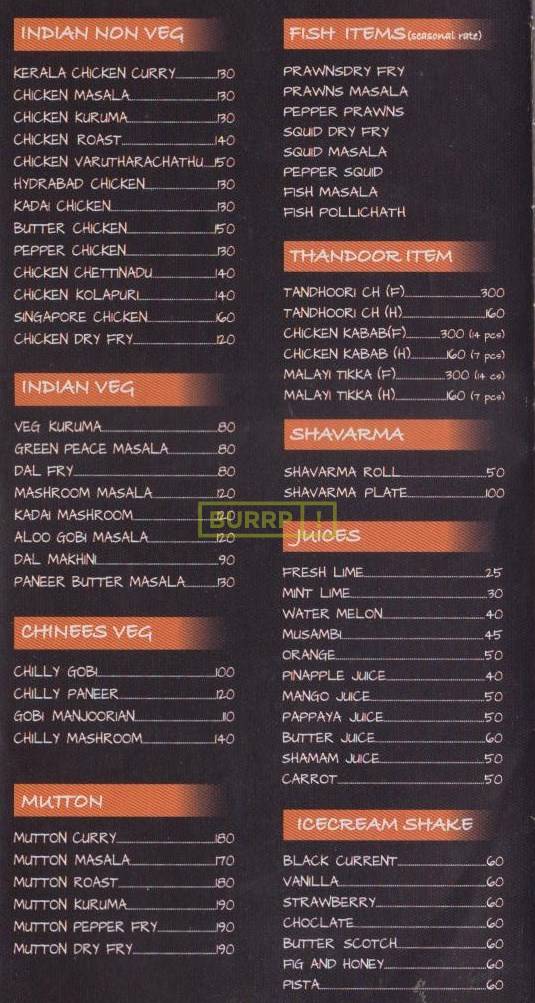 INDIAN NON VEG
KERALA CHICKEN CURRY 130
CHICKEN MASALA 130
CHICKEN KURUMA 130
CHICKEN ROAST 140
CHICKEN VARUTHARACHATHU 150
HYDRABAD CHICKEN 130
KADAI CHICKEN 130
BUTTER CHICKEN 150
PEPPER CHICKEN 130
CHICKEN CHETTINADU 140
CHICKEN KOLAPURI 140
SINGAPORE CHICKEN 160
CHICKEN DRY FRY 120
INDIAN VEG
VEG KURUMA 80
GREEN PEACE MASALA 80
DAL FRY 80
MASHROOM MASALA 120
KADAI MASHROOM 120
ALOO GOBI MASALA 120
DAL MAKHINI 90
PANEER BUTTER MASALA 130
CHINEES VEG
CHILLY GOBI 100
CHILLY PANEER 120
GOBI MANJOORIAN 110
CHILLY MASHROOM 140
MUTTON
MUTTON CURRY 180
MUTTON MASALA 170
MUTTON ROAST 180
MUTTON KURUMA 190
MUTTON PEPPER FRY 190
MUTTON DRY FRY 190
FISH ITEMS (seasonal rate)
PRAWNSDRY FRY
PRAWNS MASALA
PEPPER PRAWNS
SQUID DRY FRY
SQUID MASALA
PEPPER SQUID
FISH MASALA
FISH POLLICHATH
THANDOOR ITEM
TANDHOORI CH (F) 300
TANDHOORI CH (H) 160
CHICKEN KABAB(F) 300 (14 pcs)
CHICKEN KABAB (H) 160 (7 pcs)
MALAYI TIKKA (F) 300 (14 cs)
MALAYI TIKKA (H) 160 (7 pcs)
SHAVARMA
SHAVARMA ROLL 50
SHAVARMA PLATE 100
BURRP!
JUICES
FRESH LIME 25
MINT LIME 30
WATER MELON 40
MUSAMBI 45
ORANGE 50
PINAPPLE JUICE 40
MANGO JUICE 50
PAPPAYA JUICE 50
BUTTER JUICE 60
SHAMAM JUICE 50
CARROT 50
ICECREAM SHAKE
BLACK CURRENT 60
VANILLA 60
STRAWBERRY 60
CHOCLATE 60
BUTTER SCOTCH 60
FIG AND HONEY 60
PISTA 60